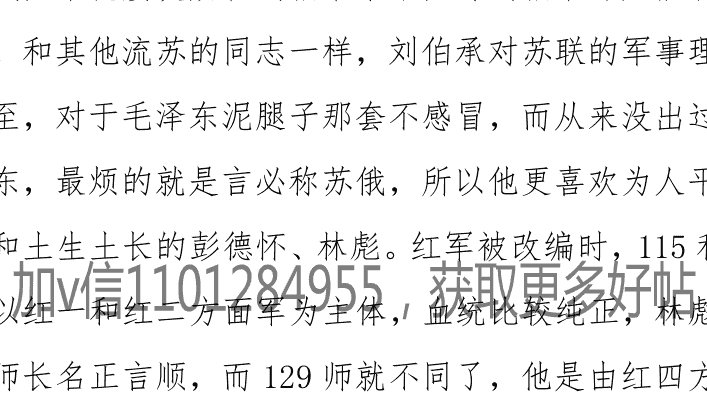 和其他流苏的同志一样，刘伯承对苏联的军事理
至，对于毛泽东泥腿子那套不感冒，而从来没出过
东，最烦的就是言必称苏俄，所以他更喜欢为人平
和土生土长的彭德怀、林彪。红军被改编时，115 和
加v信1101284955，获取更多好帖
以红一和红二方面军为主体，血统比较纯正，林彪
师长名正言顺，而 129 师就不同了，他是由红四方